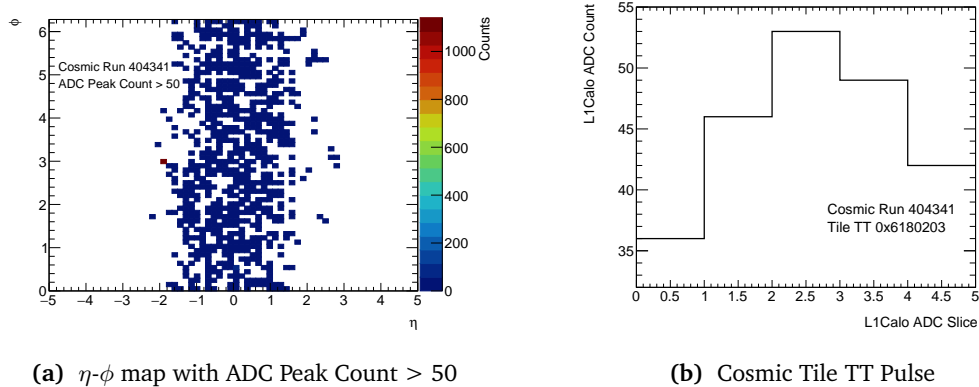 ϕ
6
5
4
3
2
1
0
Cosmic Run 404341
ADC Peak Count > 50
−5 −4 −3 −2 −1 0 1 2 3 4 5
η
1000
800
600
400
200
0
Counts
(a) η-ϕ map with ADC Peak Count > 50
L1Calo ADC Count
55
50
45
40
35
Cosmic Run 404341
Tile TT 0x6180203
0 0.5 1 1.5 2 2.5 3 3.5 4 4.5 5
L1Calo ADC Slice
(b) Cosmic Tile TT Pulse